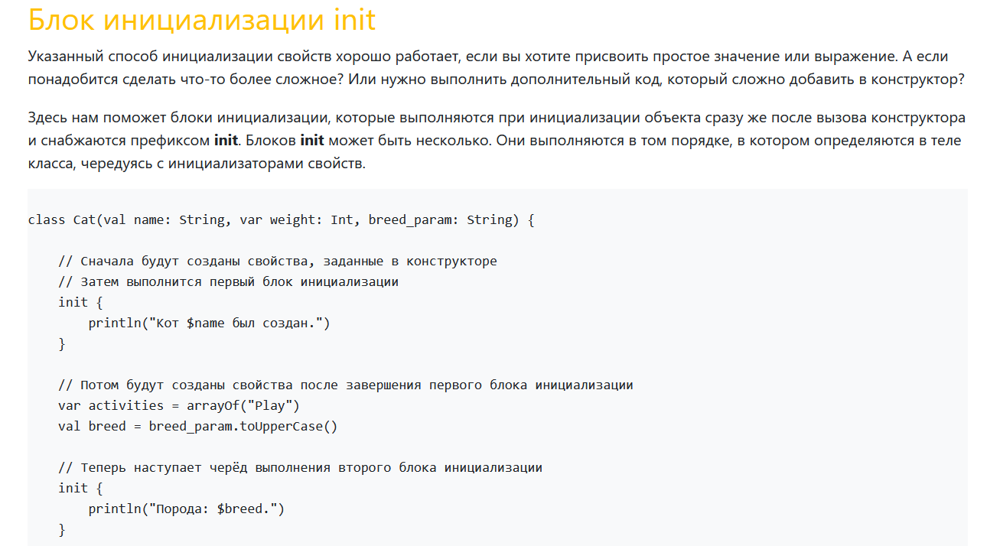 Блок инициализации init
Указанный способ инициализации свойств хорошо работает, если вы хотите присвоить простое значение или выражение. А если
понадобится сделать что-то более сложное? Или нужно выполнить дополнительный код, который сложно добавить в конструктор?
Здесь нам поможет блоки инициализации, которые выполняются при инициализации объекта сразу же после вызова конструктора
и снабжаются префиксом init. Блоков init может быть несколько. Они выполняются в том порядке, в котором определяются в теле
класса, чередуясь с инициализаторами свойств.
class Cat(val name: String, var weight: Int, breed_param: String) {
    // Сначала будут созданы свойства, заданные в конструкторе
    // Затем выполнится первый блок инициализации
    init {
        println("Кот $name был создан.")
    }
    // Потом будут созданы свойства после завершения первого блока инициализации
    var activities = arrayOf("Play")
    val breed = breed_param.toUpperCase()
    // Теперь наступает черёд выполнения второго блока инициализации
    init {
        println("Порода: $breed.")
    }